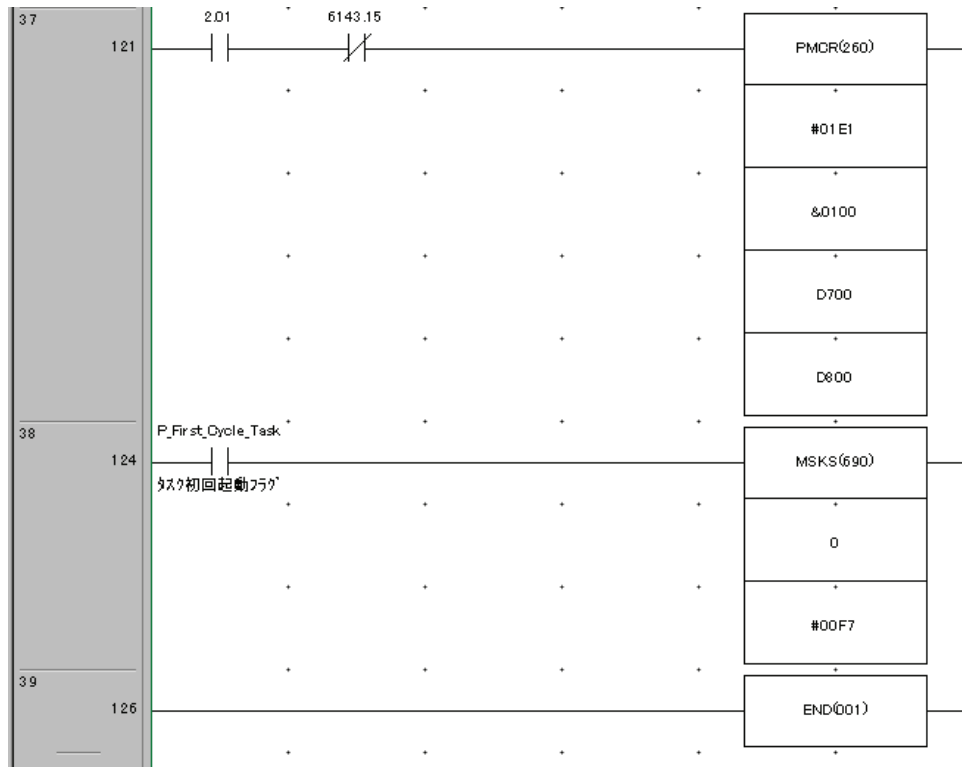 37
2.01 6143.15
121
PMCR(260)
#01E1
&0100
D700
D800
38
P_First_Cycle_Task
124
MSKS(690)
ﾀｽｸ初回起動ﾌﾗｸﾞ
0
#00F7
39
126
END(001)